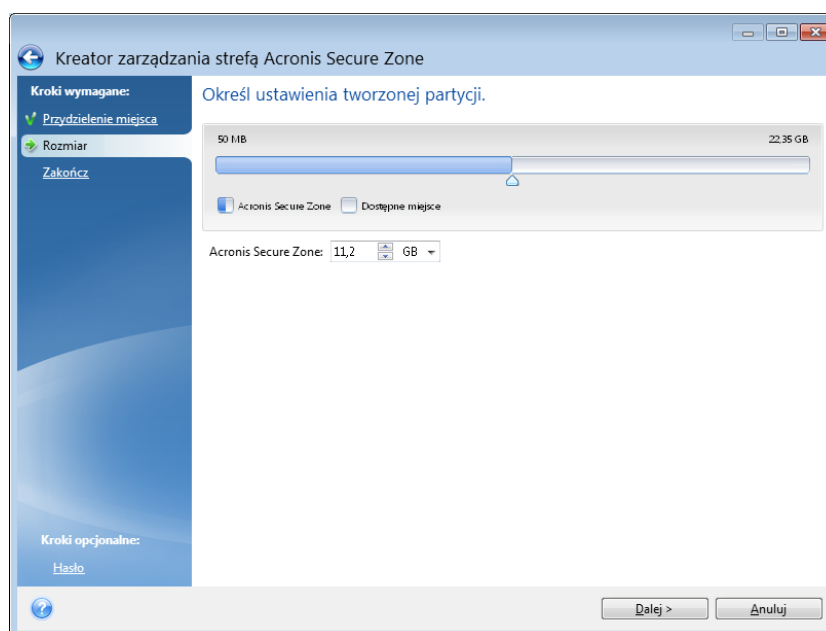 Kreator zarządzania strefą Acronis Secure Zone
Kroki wymagane:
Przydzielenie miejsca
Rozmiar
Zakończ
Kroki opcjonalne:
Hasło
Określ ustawienia tworzonej partycji.
50 MB 22,35 GB
Acronis Secure Zone Dostępne miejsce
Acronis Secure Zone: 11,2 GB
Dalej > Anuluj